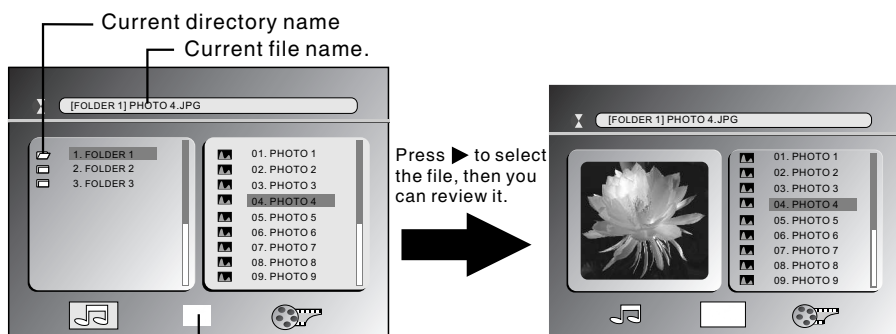 Current directory name
Current file name.
[FOLDER 1] PHOTO 4.JPG
1. FOLDER 1
2. FOLDER 2
3. FOLDER 3
01. PHOTO 1
02. PHOTO 2
03. PHOTO 3
04. PHOTO 4
05. PHOTO 5
06. PHOTO 6
07. PHOTO 7
08. PHOTO 8
09. PHOTO 9
Press ▶ to select
the file, then you
can review it.
[FOLDER 1] PHOTO 4.JPG
01. PHOTO 1
02. PHOTO 2
03. PHOTO 3
04. PHOTO 4
05. PHOTO 5
06. PHOTO 6
07. PHOTO 7
08. PHOTO 8
09. PHOTO 9